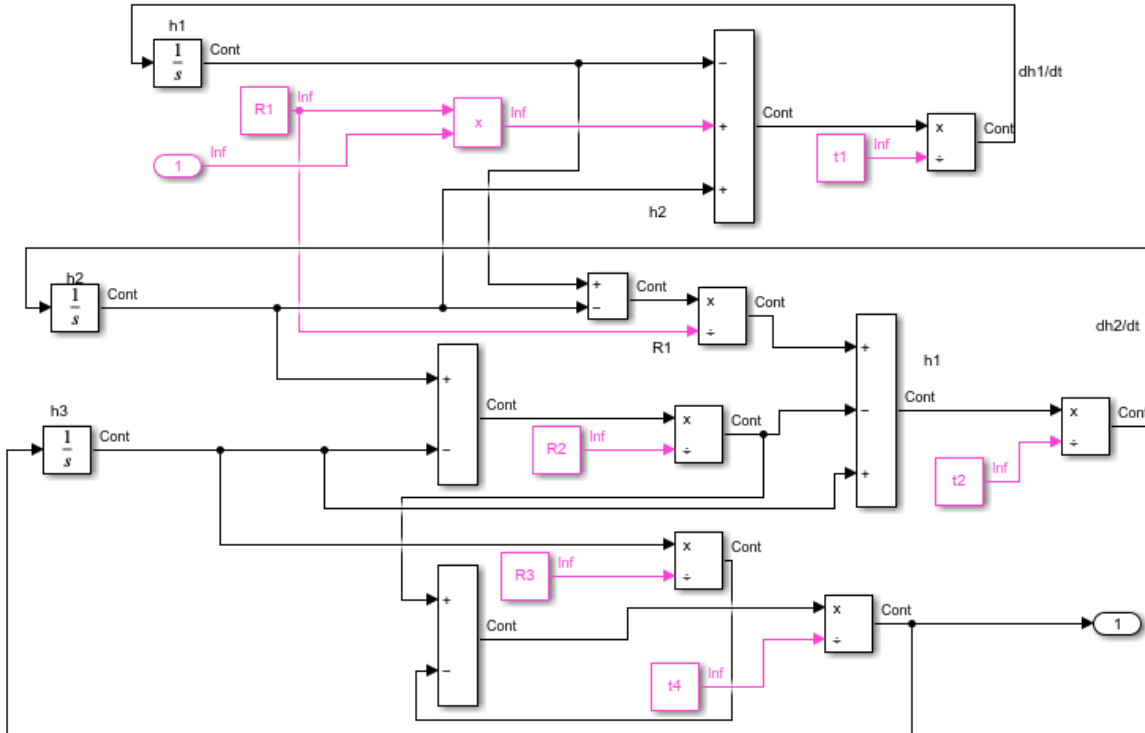 h1
1/s
Cont
R1
Inf
x
Inf
1
Inf
−
+
+
h2
Cont
t1
Inf
x
÷
Cont
dh1/dt
h2
1/s
Cont
+
−
Cont
x
÷
Cont
R1
dh2/dt
+
−
+
h1
Cont
h3
1/s
Cont
+
−
Cont
R2
Inf
x
÷
Cont
t2
Inf
x
÷
Cont
R3
Inf
x
÷
Cont
+
−
Cont
t4
Inf
x
÷
Cont
1